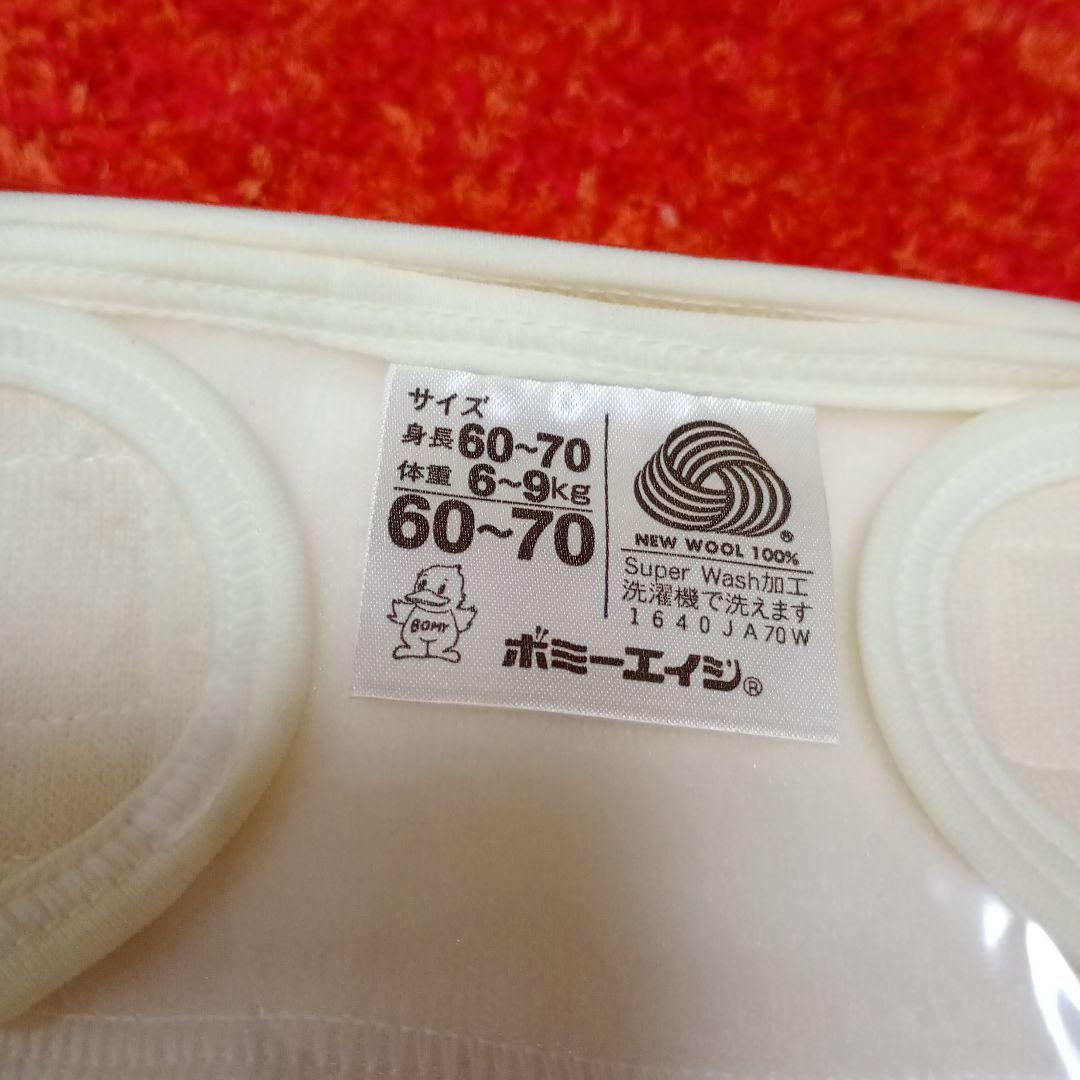 サイズ
身長60~70
体重 6~9kg
60~70
BOMY
NEW WOOL 100%
Super Wash加工
洗濯機で洗えます
1640JA70W
ボミーエイジ®